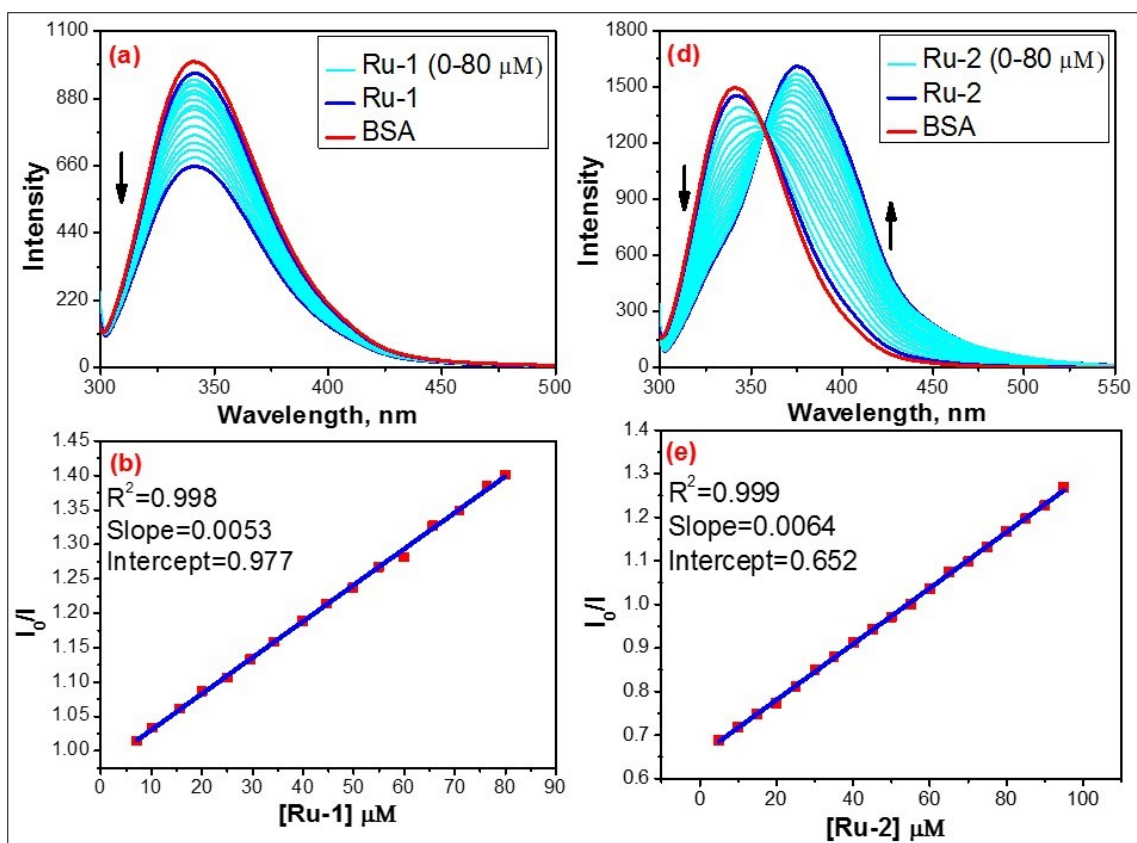 (a)
Ru-1 (0-80 μM)
Ru-1
BSA
1100
880
660
440
220
0
Intensity
300 350 400 450 500
Wavelength, nm
(d)
Ru-2 (0-80 μM)
Ru-2
BSA
1800
1500
1200
900
600
300
0
Intensity
300 350 400 450 500 550
Wavelength, nm
(b)
R²=0.998
Slope=0.0053
Intercept=0.977
1.45
1.40
1.35
1.30
1.25
1.20
1.15
1.10
1.05
1.00
I₀/I
0 10 20 30 40 50 60 70 80 90
[Ru-1] μM
(e)
R²=0.999
Slope=0.0064
Intercept=0.652
1.4
1.3
1.2
1.1
1.0
0.9
0.8
0.7
0.6
I₀/I
0 20 40 60 80 100
[Ru-2] μM